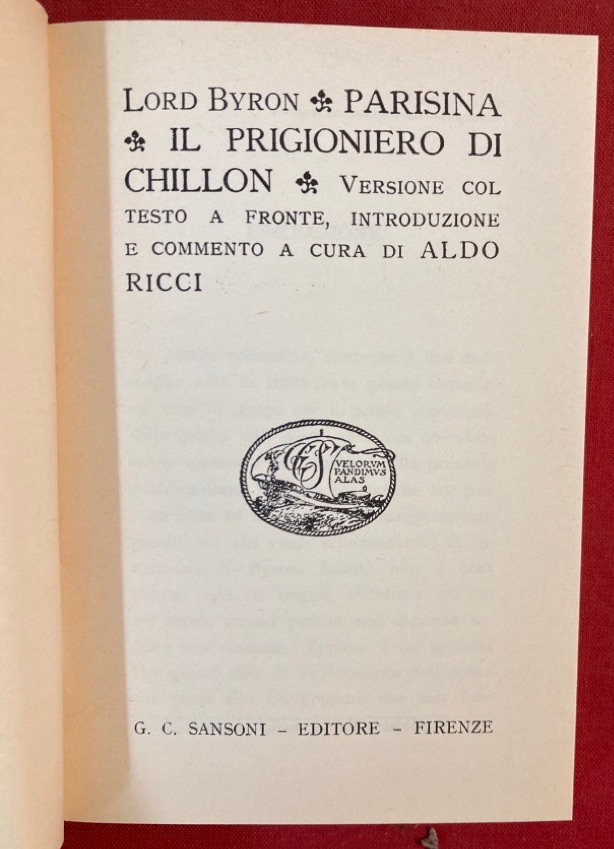 LORD BYRON PARISINA
IL PRIGIONIERO DI
CHILLON VERSIONE COL
TESTO A FRONTE, INTRODUZIONE
E COMMENTO A CURA DI ALDO
RICCI
GCS
VELORVM
PANDIMVS
ALAS
G. C. SANSONI – EDITORE – FIRENZE